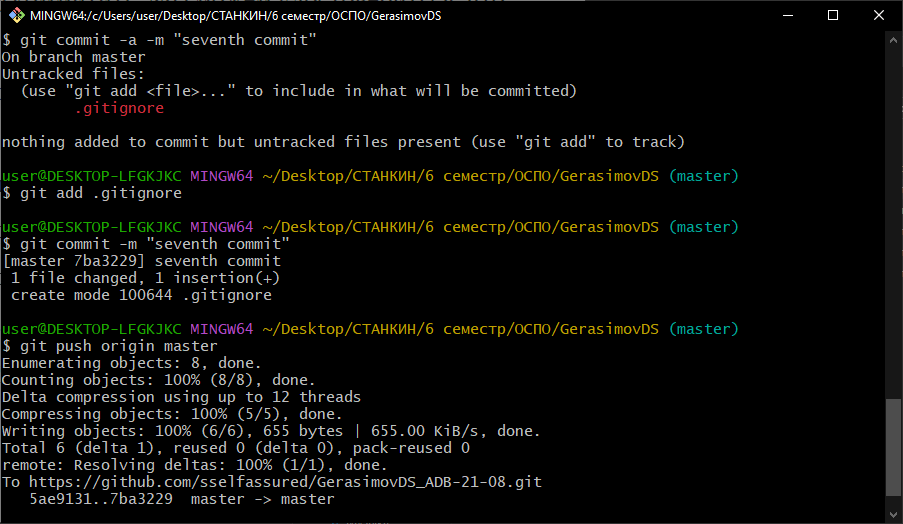 MINGW64:/c/Users/user/Desktop/СТАНКИН/6 семестр/ОСПО/GerasimovDS
$ git commit -a -m "seventh commit"
On branch master
Untracked files:
  (use "git add <file>..." to include in what will be committed)
        .gitignore

nothing added to commit but untracked files present (use "git add" to track)

user@DESKTOP-LFGKJKC MINGW64 ~/Desktop/СТАНКИН/6 семестр/ОСПО/GerasimovDS (master)
$ git add .gitignore

user@DESKTOP-LFGKJKC MINGW64 ~/Desktop/СТАНКИН/6 семестр/ОСПО/GerasimovDS (master)
$ git commit -m "seventh commit"
[master 7ba3229] seventh commit
 1 file changed, 1 insertion(+)
 create mode 100644 .gitignore

user@DESKTOP-LFGKJKC MINGW64 ~/Desktop/СТАНКИН/6 семестр/ОСПО/GerasimovDS (master)
$ git push origin master
Enumerating objects: 8, done.
Counting objects: 100% (8/8), done.
Delta compression using up to 12 threads
Compressing objects: 100% (5/5), done.
Writing objects: 100% (6/6), 655 bytes | 655.00 KiB/s, done.
Total 6 (delta 1), reused 0 (delta 0), pack-reused 0
remote: Resolving deltas: 100% (1/1), done.
To https://github.com/sselfassured/GerasimovDS_ADB-21-08.git
   5ae9131..7ba3229  master -> master